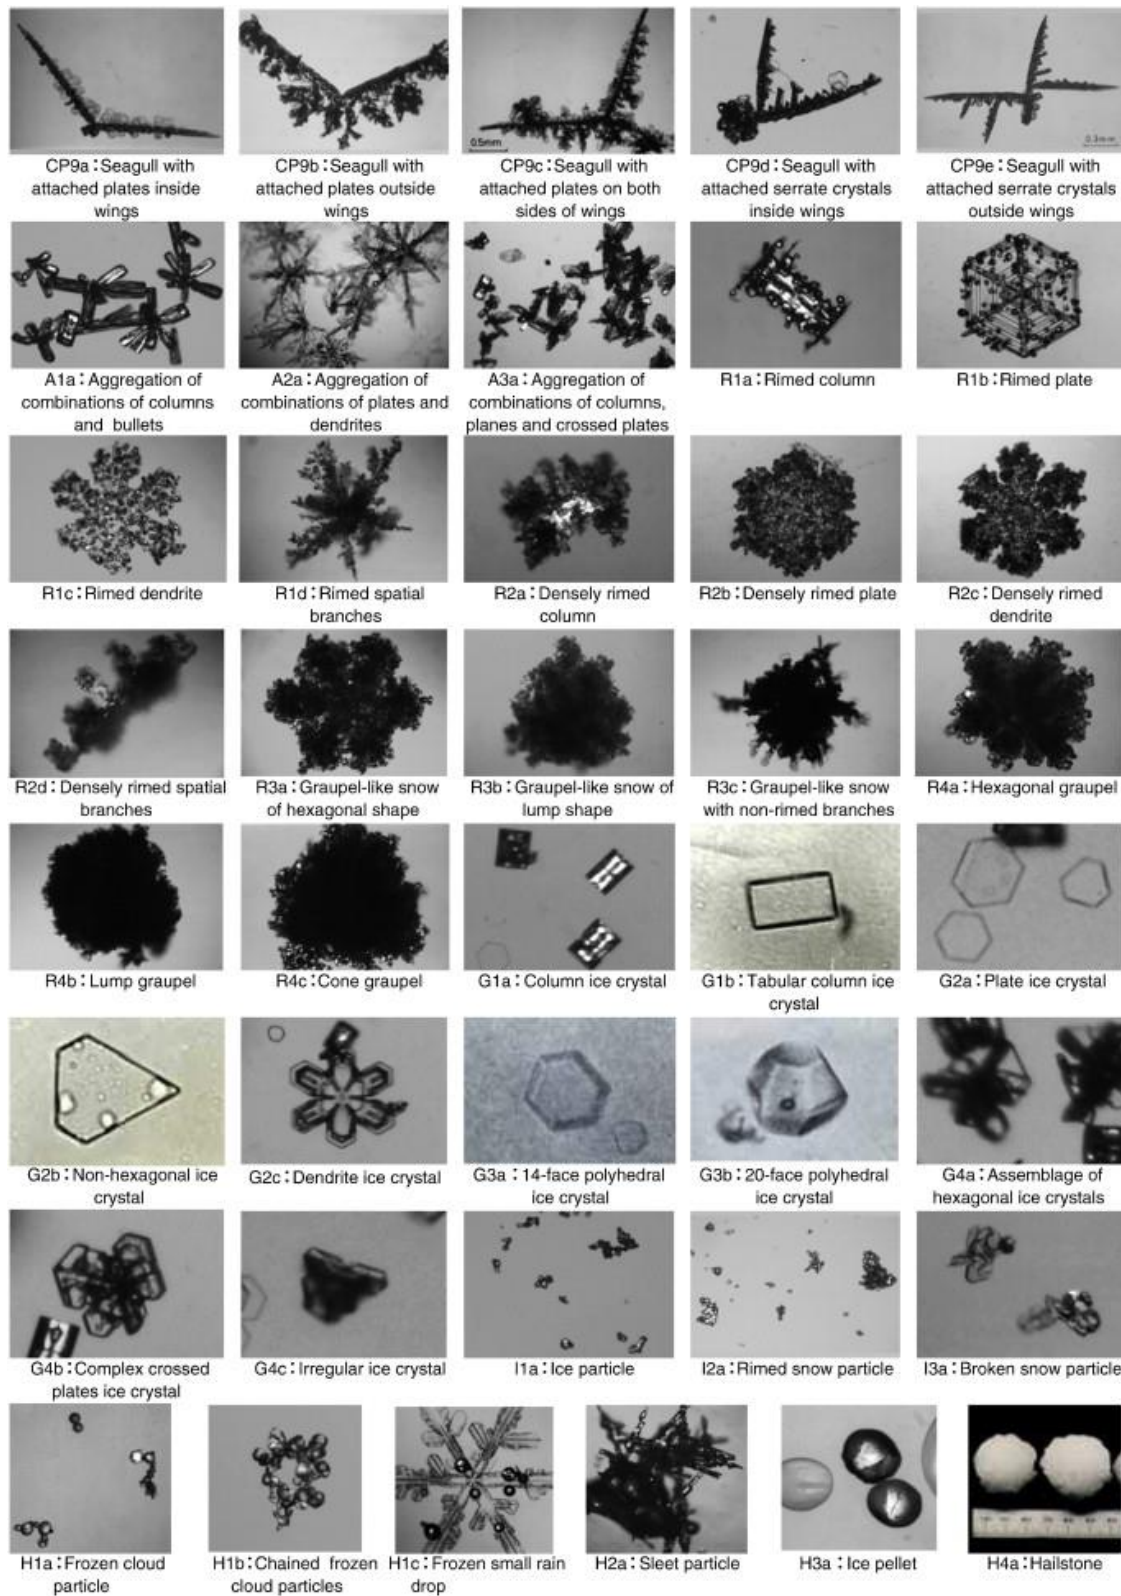 CP9a:Seagull with
attached plates inside
wings
CP9b:Seagull with
attached plates outside
wings
0.5mm
CP9c:Seagull with
attached plates on both
sides of wings
CP9d:Seagull with
attached serrate crystals
inside wings
0.3mm
CP9e:Seagull with
attached serrate crystals
outside wings
A1a:Aggregation of
combinations of columns
and bullets
A2a:Aggregation of
combinations of plates and
dendrites
A3a:Aggregation of
combinations of columns,
planes and crossed plates
R1a:Rimed column
R1b:Rimed plate
R1c:Rimed dendrite
R1d:Rimed spatial
branches
R2a:Densely rimed
column
R2b:Densely rimed plate
R2c:Densely rimed
dendrite
R2d:Densely rimed spatial
branches
R3a:Graupel-like snow
of hexagonal shape
R3b:Graupel-like snow of
lump shape
R3c:Graupel-like snow
with non-rimed branches
R4a:Hexagonal graupel
R4b:Lump graupel
R4c:Cone graupel
G1a:Column ice crystal
G1b:Tabular column ice
crystal
G2a:Plate ice crystal
G2b:Non-hexagonal ice
crystal
G2c:Dendrite ice crystal
G3a:14-face polyhedral
ice crystal
G3b:20-face polyhedral
ice crystal
G4a:Assemblage of
hexagonal ice crystals
G4b:Complex crossed
plates ice crystal
G4c:Irregular ice crystal
I1a:Ice particle
I2a:Rimed snow particle
I3a:Broken snow particle
H1a:Frozen cloud
particle
H1b:Chained frozen
cloud particles
H1c:Frozen small rain
drop
H2a:Sleet particle
H3a:Ice pellet
H4a:Hailstone